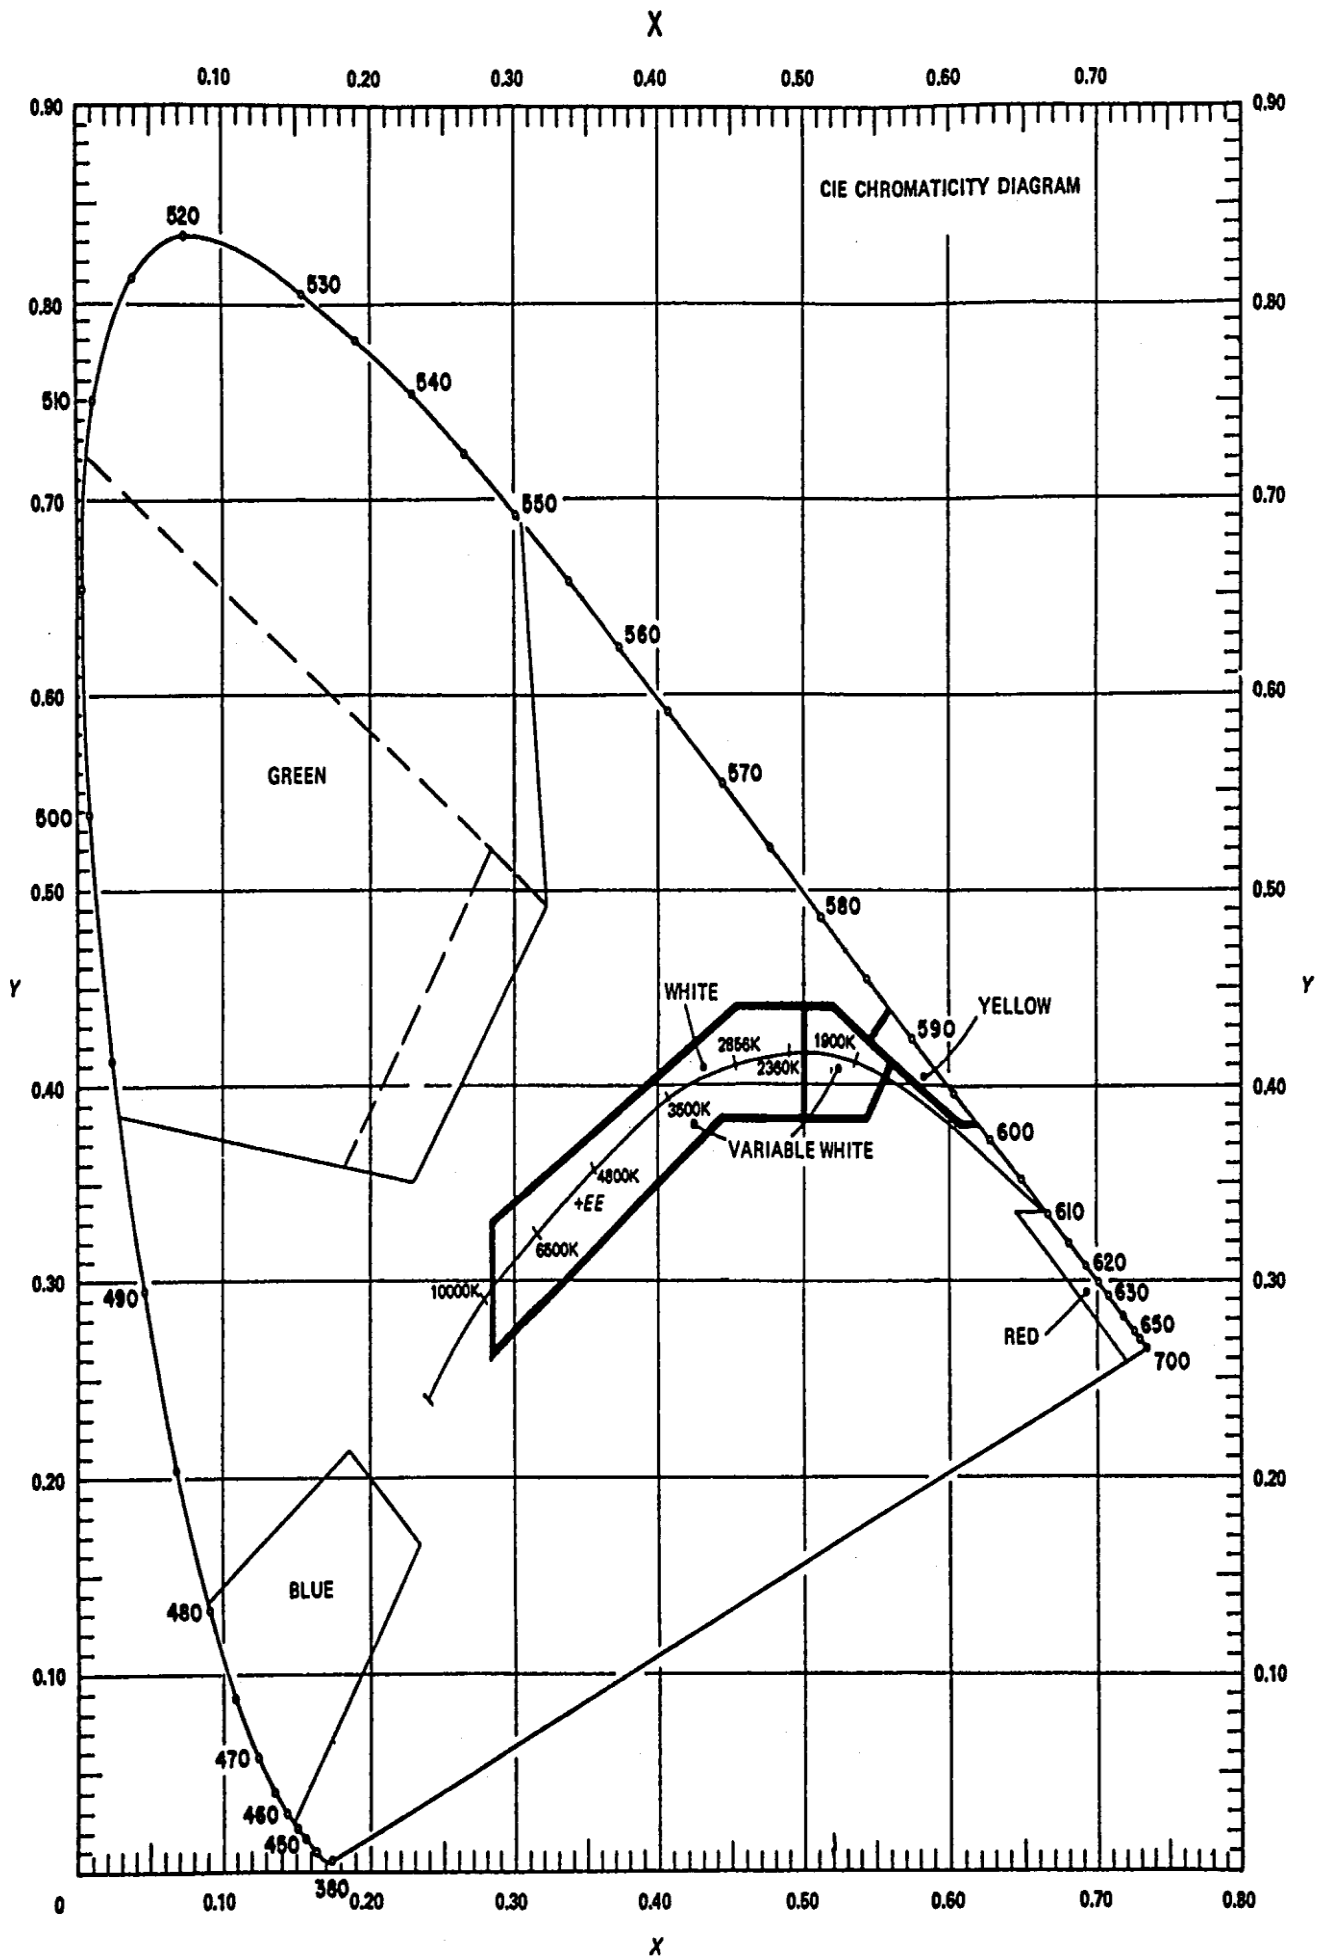 X
0.10 0.20 0.30 0.40 0.50 0.60 0.70
0.90 0.90
CIE CHROMATICITY DIAGRAM
520
530
0.80 0.80
540
510
0.70 550 0.70
560
0.60 0.60
570
GREEN
500
0.50 0.50
580
Y Y
WHITE YELLOW
590
2856K 1900K
2360K
0.40 0.40
3500K
600
VARIABLE WHITE
4800K
+EE
610
6500K
620
10000K 0.30 0.30
490 630
650
RED
700
0.20 0.20
BLUE
480
0.10 0.10
470
460
450
380
0 0.10 0.20 0.30 0.40 0.50 0.60 0.70 0.80
X